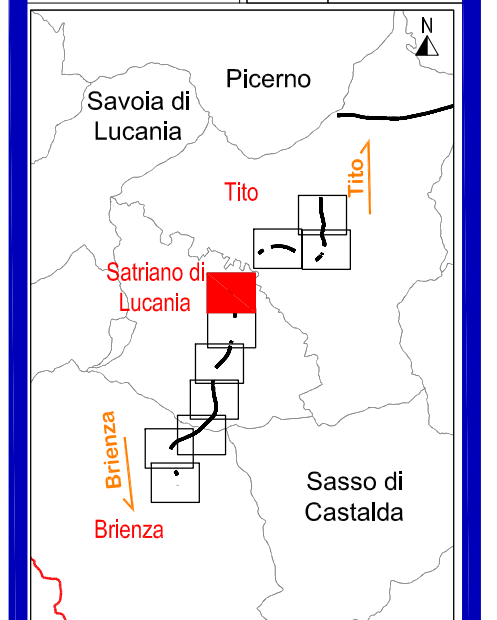 N
Picerno
Savoia di
Lucania
Tito
Tito
Satriano di
Lucania
Brienza
Sasso di
Castalda
Brienza